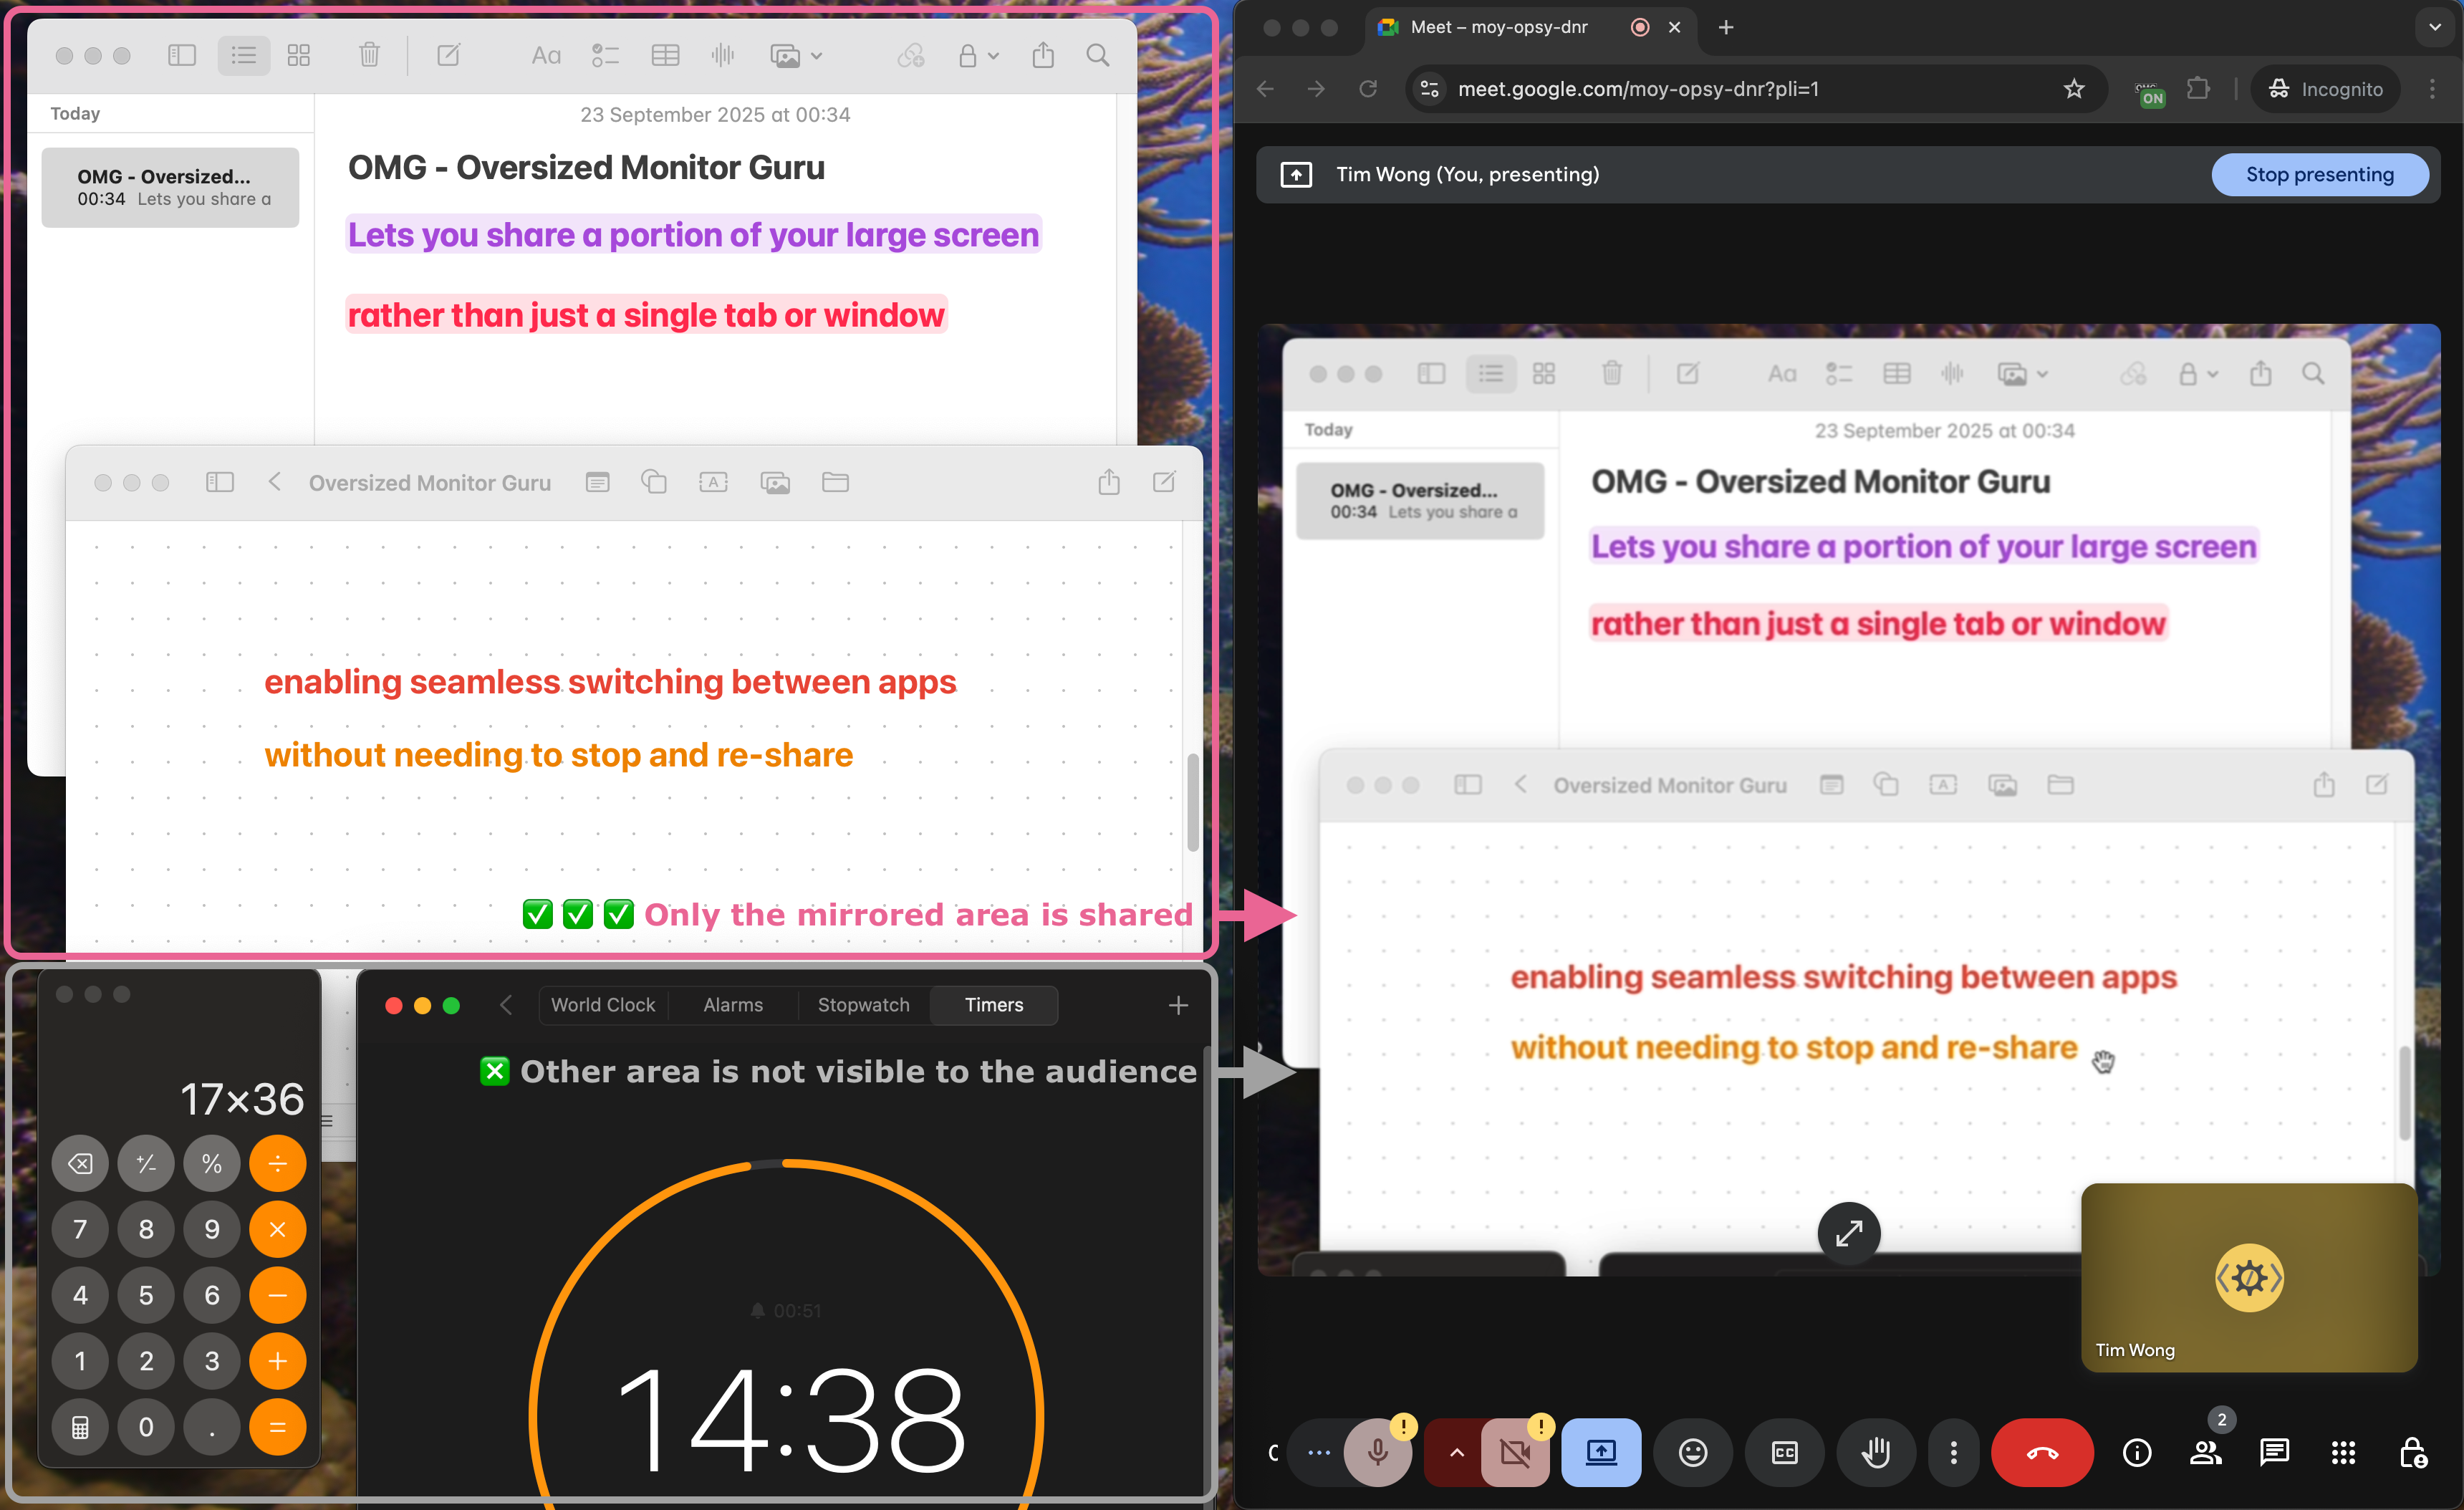 Today
23 September 2025 at 00:34
OMG - Oversized...
00:34 Lets you share a
OMG - Oversized Monitor Guru
Lets you share a portion of your large screen
rather than just a single tab or window
Aa
Oversized Monitor Guru
A
enabling seamless switching between apps
without needing to stop and re-share
✅ ✅ ✅ Only the mirrored area is shared
World Clock Alarms Stopwatch Timers
❎ Other area is not visible to the audience
17×36
+/- % ÷
7 8 9 ×
4 5 6 −
1 2 3 +
0 . =
00:51
14:38
Meet – moy-opsy-dnr
meet.google.com/moy-opsy-dnr?pli=1
ON
Incognito
Tim Wong (You, presenting)
Stop presenting
Aa
Today
23 September 2025 at 00:34
OMG - Oversized...
00:34 Lets you share a
OMG - Oversized Monitor Guru
Lets you share a portion of your large screen
rather than just a single tab or window
Oversized Monitor Guru
A
enabling seamless switching between apps
without needing to stop and re-share
Tim Wong
! ! CC 2